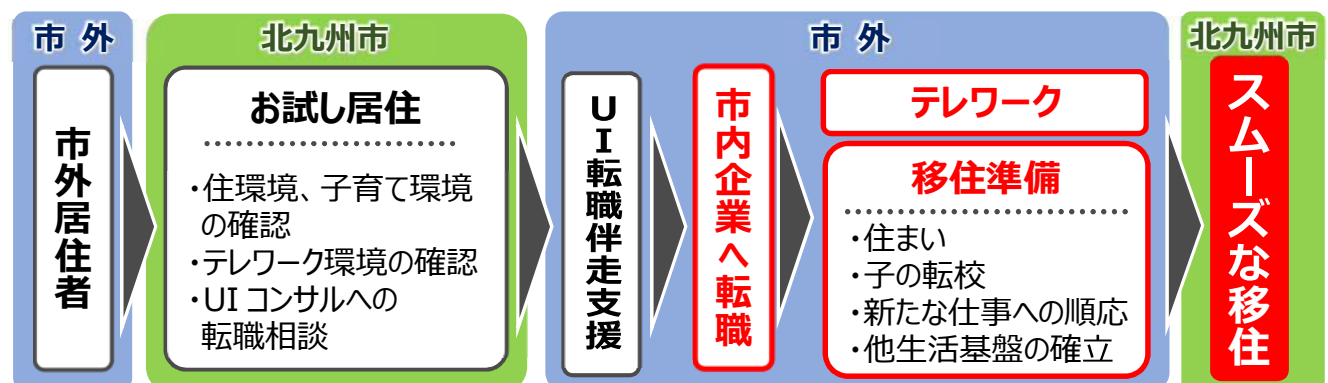 市 外
市外居住者
北九州市
お試し居住
・住環境、子育て環境
の確認
・テレワーク環境の確認
・UI コンサルへの
転職相談
市 外
UI転職伴走支援
市内企業へ転職
テレワーク
移住準備
・住まい
・子の転校
・新たな仕事への順応
・他生活基盤の確立
北九州市
スムーズな移住